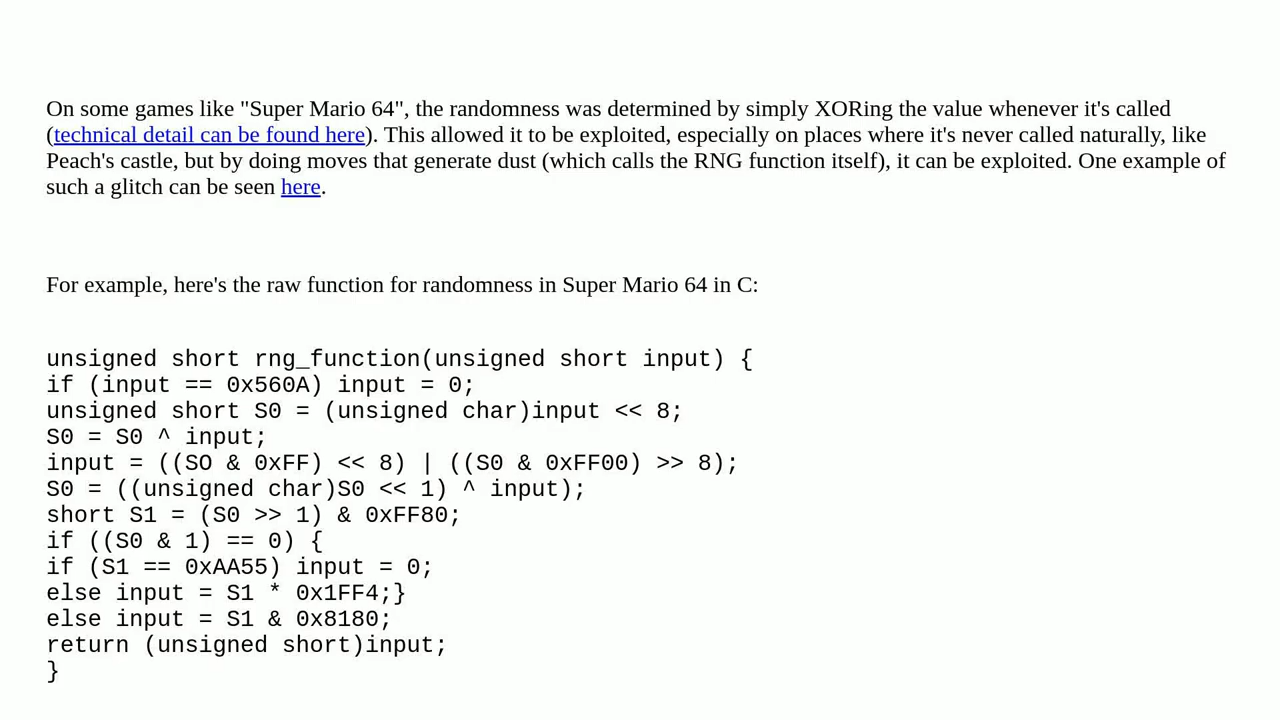 On some games like "Super Mario 64", the randomness was determined by simply XORing the value whenever it's called
(technical detail can be found here). This allowed it to be exploited, especially on places where it's never called naturally, like
Peach's castle, but by doing moves that generate dust (which calls the RNG function itself), it can be exploited. One example of
such a glitch can be seen here.
For example, here's the raw function for randomness in Super Mario 64 in C:
unsigned short rng_function(unsigned short input) {
if (input == 0x560A) input = 0;
unsigned short S0 = (unsigned char)input << 8;
S0 = S0 ^ input;
input = ((SO & 0xFF) << 8) | ((S0 & 0xFF00) >> 8);
S0 = ((unsigned char)S0 << 1) ^ input);
short S1 = (S0 >> 1) & 0xFF80;
if ((S0 & 1) == 0) {
if (S1 == 0xAA55) input = 0;
else input = S1 * 0x1FF4;}
else input = S1 & 0x8180;
return (unsigned short)input;
}